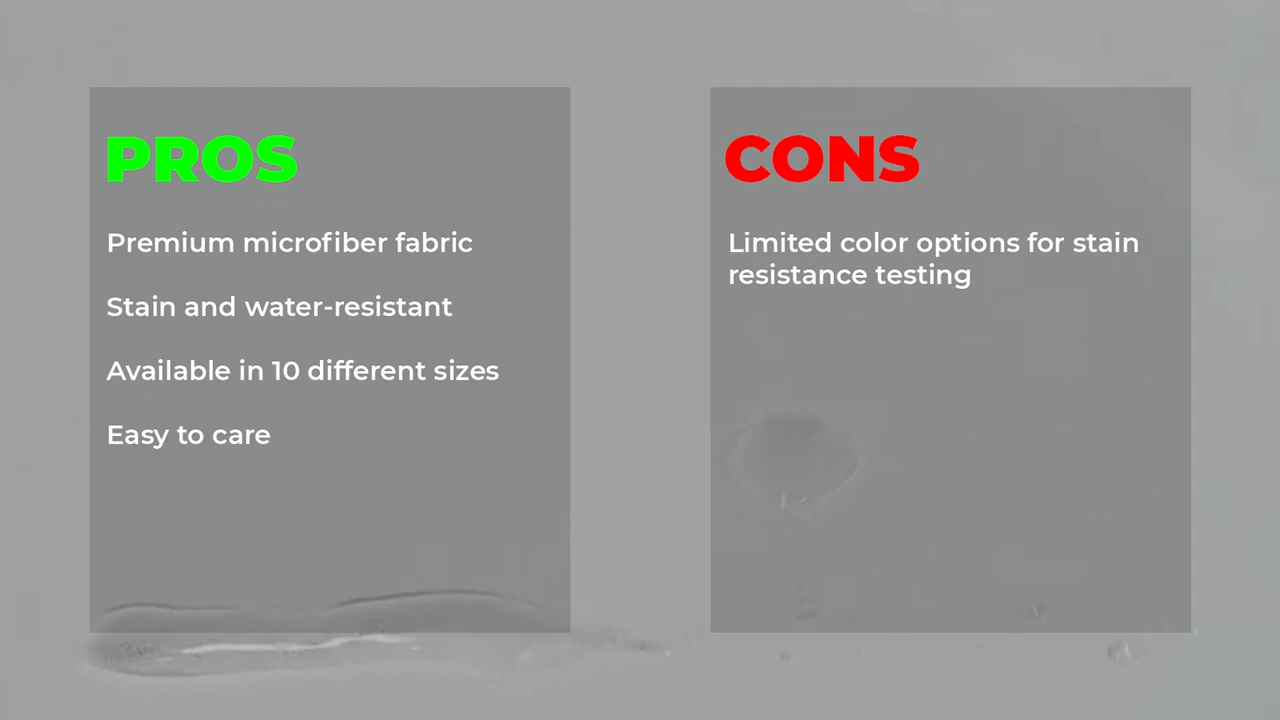 PROS
Premium microfiber fabric
Stain and water-resistant
Available in 10 different sizes
Easy to care
CONS
Limited color options for stain
resistance testing